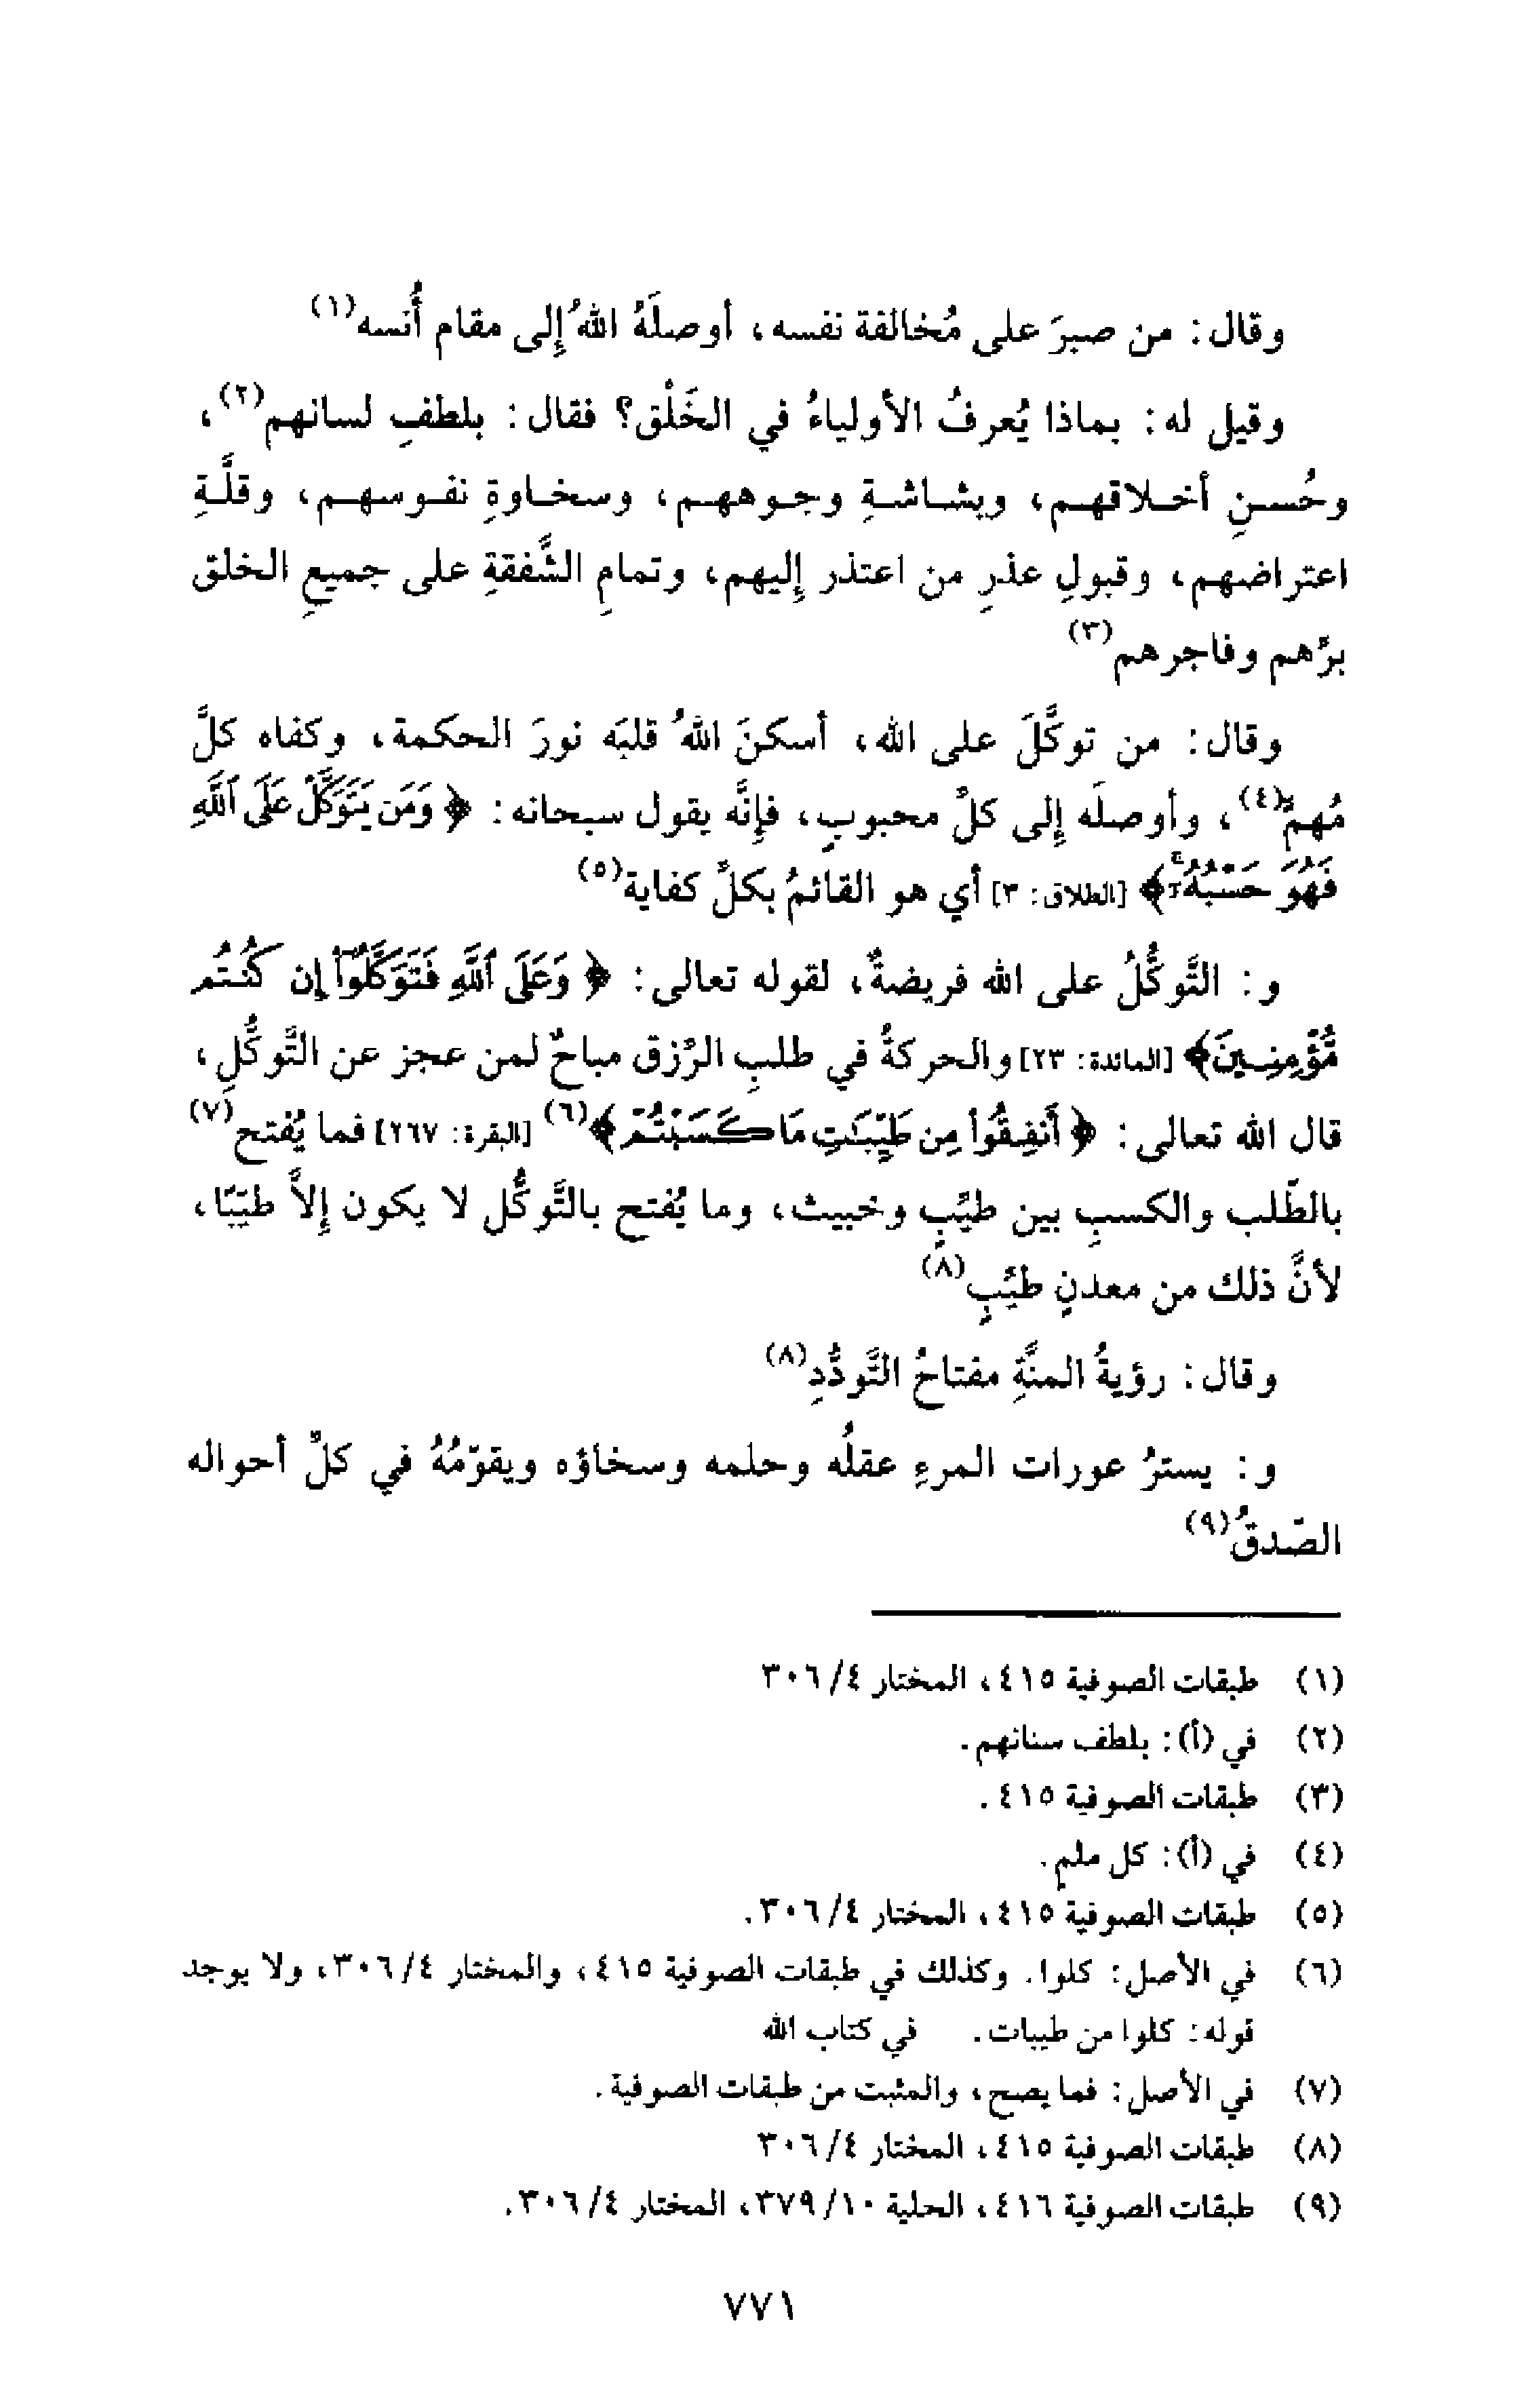 وقال: من صبرَ على مُخالفة نفسه، أوصلَهُ اللهُ إلى مقام أُنسه(١)
وقيل له: بماذا يُعرفُ الأولياءُ في الخَلْق؟ فقال: بلطفِ لسانهم(٢)،
وحُسنِ أخلاقهم، وبشاشةِ وجوههم، وسخاوةِ نفوسهم، وقلَّةِ
اعتراضهم، وقبولِ عذرِ من اعتذر إليهم، وتمامِ الشَّفقةِ على جميعِ الخلق
برّهم وفاجرهم(٣)
وقال: من توكَّلَ على الله، أسكنَ اللهُ قلبَه نورَ الحكمة، وكفاه كلَّ
مُهمّ(٤)، وأوصلَه إلى كلِّ محبوبٍ، فإنَّه يقول سبحانه: ﴿وَمَن يَتَوَكَّلْ عَلَى ٱللَّهِ
فَهُوَ حَسْبُهُۥٓ﴾ [الطلاق: ٣] أي هو القائمُ بكلِّ كفاية(٥)
و: التَّوكُّلُ على الله فريضةٌ، لقوله تعالى: ﴿وَعَلَى ٱللَّهِ فَتَوَكَّلُوٓا۟ إِن كُنتُم
مُّؤْمِنِينَ﴾ [المائدة: ٢٣] والحركةُ في طلبِ الرِّزق مباحٌ لمن عجز عن التَّوكُّلِ،
قال الله تعالى: ﴿أَنفِقُوا۟ مِن طَيِّبَٰتِ مَا كَسَبْتُمْ﴾(٦) [البقرة: ٢٦٧] فما يُفتح(٧)
بالطّلب والكسبِ بين طيِّبٍ وخبيث، وما يُفتح بالتَّوكُّل لا يكون إلاَّ طيِّبًا،
لأنَّ ذلك من معدنٍ طيِّبٍ(٨)
وقال: رؤيةُ المنَّةِ مفتاحُ التَّودُّدِ(٨)
و: يسترُ عورات المرءِ عقلُه وحلمه وسخاؤه ويقوّمُهُ في كلِّ أحواله
الصّدقُ(٩)
(١) طبقات الصوفية ٤١٥، المختار ٤/٣٠٦
(٢) في (أ): بلطف سنانهم.
(٣) طبقات الصوفية ٤١٥.
(٤) في (أ): كل ملم.
(٥) طبقات الصوفية ٤١٥، المختار ٤/٣٠٦.
(٦) في الأصل: كلوا. وكذلك في طبقات الصوفية ٤١٥، والمختار ٤/٣٠٦، ولا يوجد
قوله: كلوا من طيبات. في كتاب الله
(٧) في الأصل: فما يصح، والمثبت من طبقات الصوفية.
(٨) طبقات الصوفية ٤١٥، المختار ٤/٣٠٦
(٩) طبقات الصوفية ٤١٦، الحلية ١٠/٣٧٩، المختار ٤/٣٠٦.
٧٧١